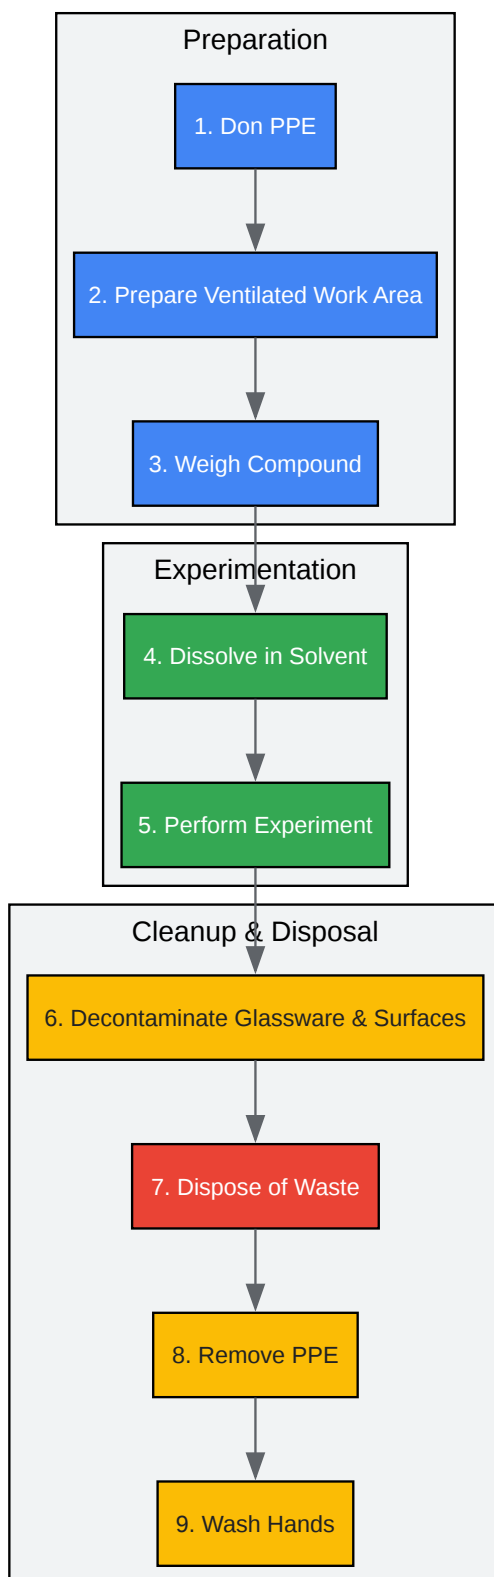 Preparation
1. Don PPE
2. Prepare Ventilated Work Area
3. Weigh Compound
Experimentation
4. Dissolve in Solvent
5. Perform Experiment
Cleanup & Disposal
6. Decontaminate Glassware & Surfaces
7. Dispose of Waste
8. Remove PPE
9. Wash Hands